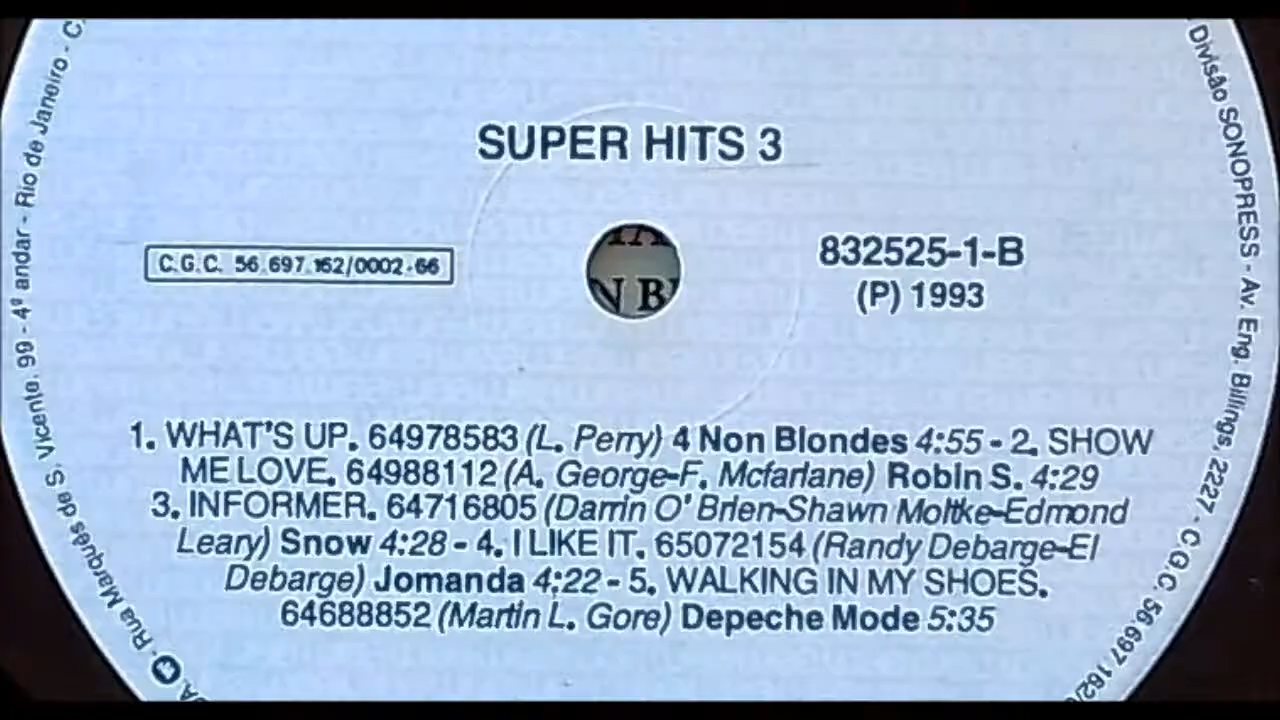 SUPER HITS 3
C.G.C. 56.697.162/0002-66
832525-1-B
(P) 1993
1. WHAT'S UP. 64978583 (L. Perry) 4 Non Blondes 4:55 - 2. SHOW
ME LOVE. 64988112 (A. George-F. Mcfarlane) Robin S. 4:29
3. INFORMER. 64716805 (Darrin O' Brien-Shawn Moltke-Edmond
Leary) Snow 4:28 - 4. I LIKE IT. 65072154 (Randy Debarge-El
Debarge) Jomanda 4:22 - 5. WALKING IN MY SHOES.
64688852 (Martin L. Gore) Depeche Mode 5:35
- Rua Marquês de S. Vicente, 99 - 4º andar - Rio de Janeiro - C
Divisão SONOPRESS - Av. Eng. Billings, 2227 - C.G.C. 56.697.162/
N B